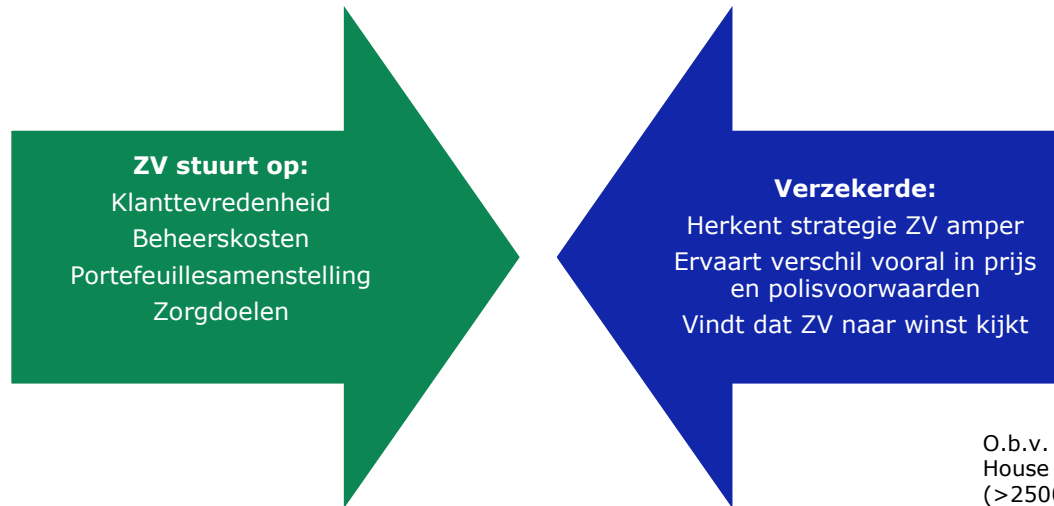 ZV stuurt op:
Klanttevredenheid
Beheerskosten
Portefeuillesamenstelling
Zorgdoelen
Verzekerde:
Herkent strategie ZV amper
Ervaart verschil vooral in prijs
en polisvoorwaarden
Vindt dat ZV naar winst kijkt
O.b.v.
House
(>250